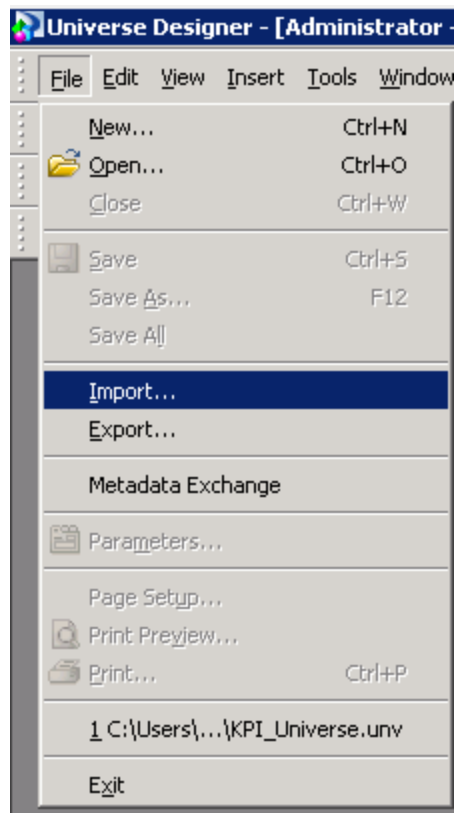 Universe Designer - [Administrator -
File Edit View Insert Tools Window
New... Ctrl+N
Open... Ctrl+O
Close Ctrl+W
Save Ctrl+S
Save As... F12
Save All
Import...
Export...
Metadata Exchange
Parameters...
Page Setup...
Print Preview...
Print... Ctrl+P
1 C:\Users\...\KPI_Universe.unv
Exit